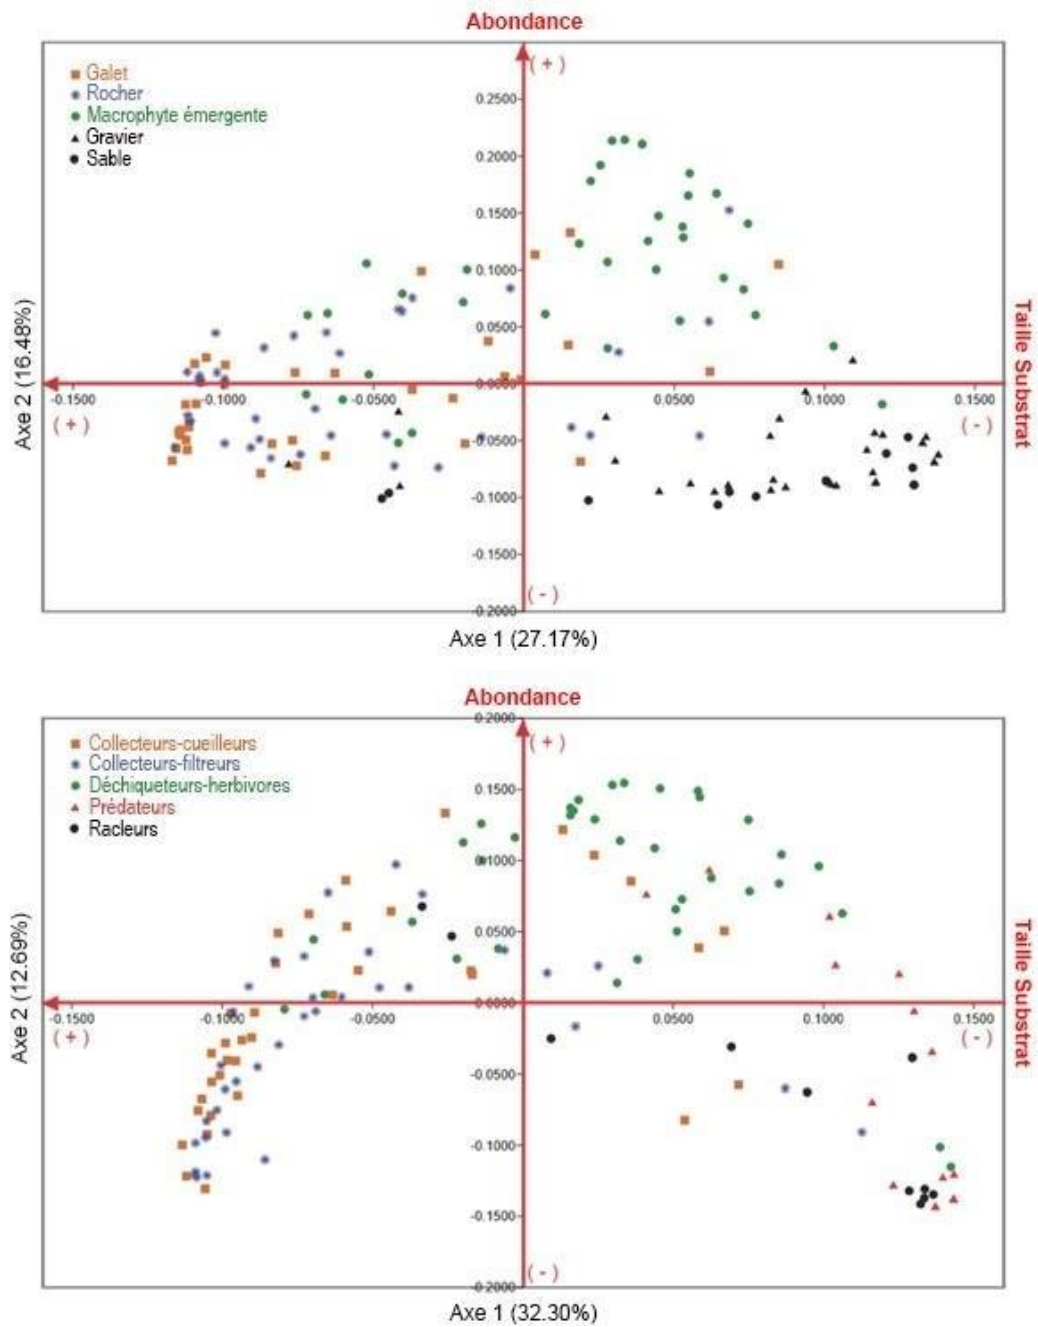 Abondance
(+)
Galet
Rocher
Macrophyte émergente
Gravier
Sable
0.2500
0.2000
0.1500
0.1000
0.0500
0.0000
-0.1500
-0.1000
-0.0500
0.0500
0.1000
0.1500
(+)
(-)
-0.0500
-0.1000
-0.1500
(-)
-0.2000
Axe 2 (16.48%)
Taille Substrat
Axe 1 (27.17%)
Abondance
0.2000
(+)
Collecteurs-cueilleurs
Collecteurs-filtreurs
Déchiqueteurs-herbivores
Prédateurs
Racleurs
0.1500
0.1000
0.0500
0.0000
-0.1500
-0.1000
-0.0500
0.0500
0.1000
0.1500
(+)
(-)
-0.0500
-0.1000
-0.1500
(-)
-0.2000
Axe 2 (12.69%)
Taille Substrat
Axe 1 (32.30%)